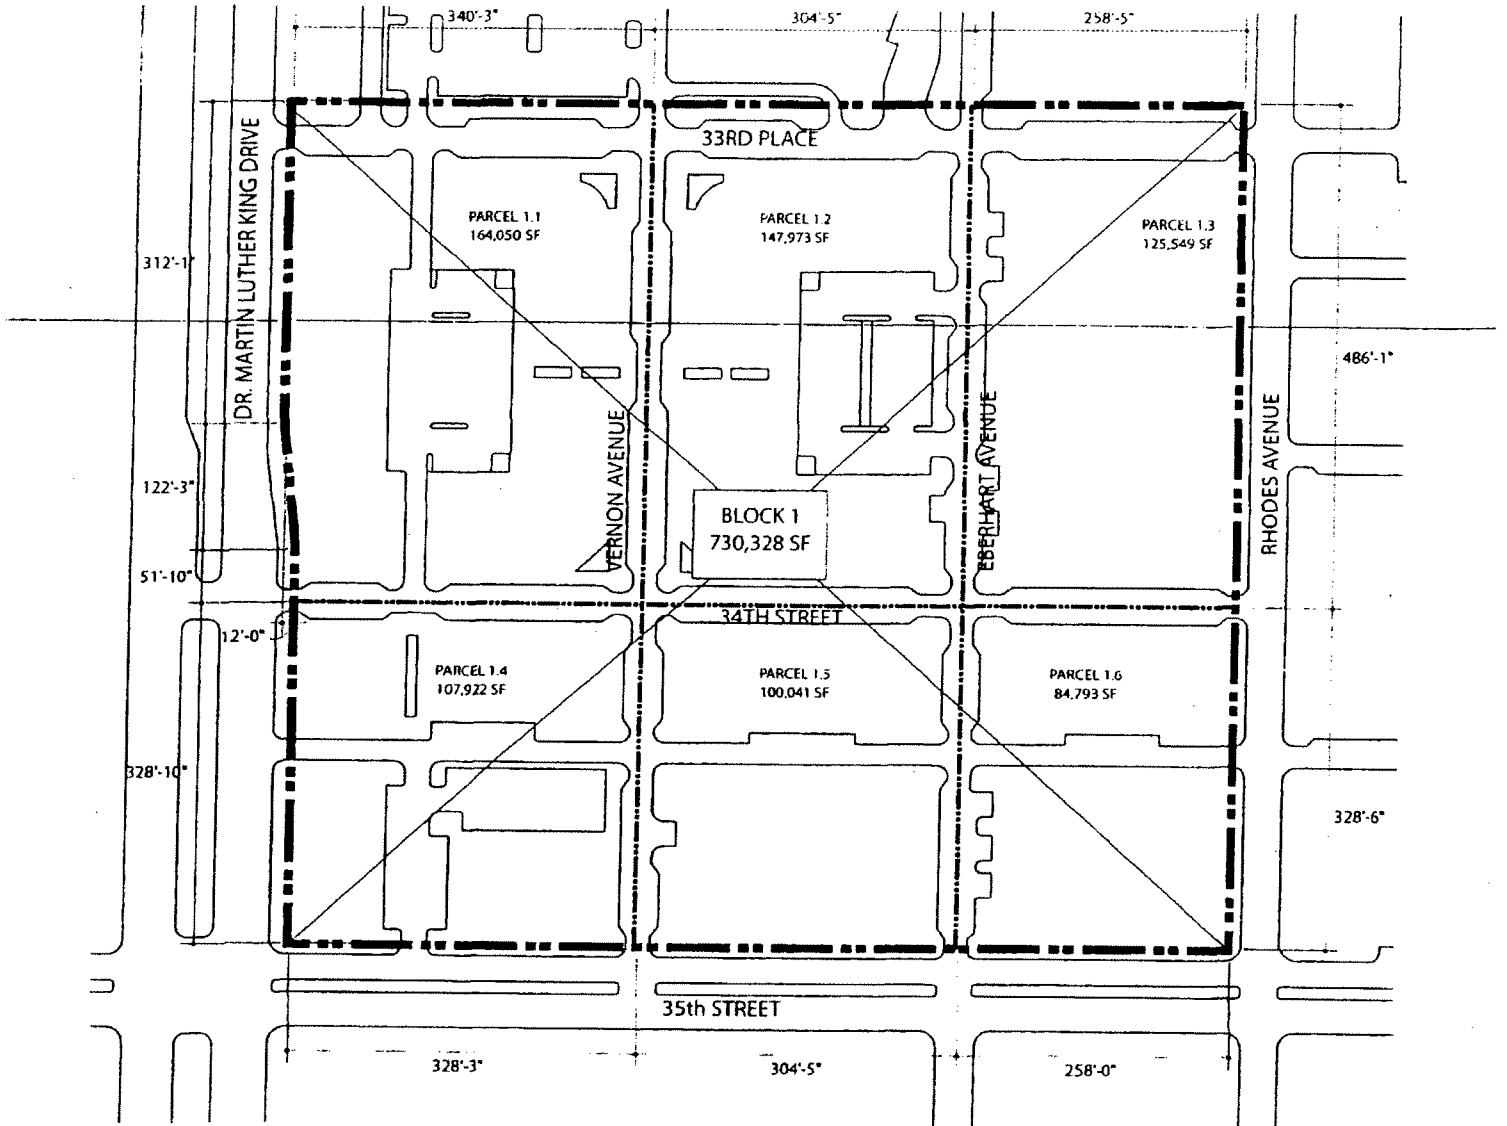 340'-3"
304'-5"
258'-5"
33RD PLACE
DR. MARTIN LUTHER KING DRIVE
PARCEL 1.1
164,050 SF
PARCEL 1.2
147,973 SF
PARCEL 1.3
125,549 SF
312'-1"
486'-1"
VERNON AVENUE
EBERHART AVENUE
RHODES AVENUE
122'-3"
BLOCK 1
730,328 SF
51'-10"
34TH STREET
12'-0"
PARCEL 1.4
107,922 SF
PARCEL 1.5
100,041 SF
PARCEL 1.6
84,793 SF
328'-10"
328'-6"
35th STREET
328'-3"
304'-5"
258'-0"